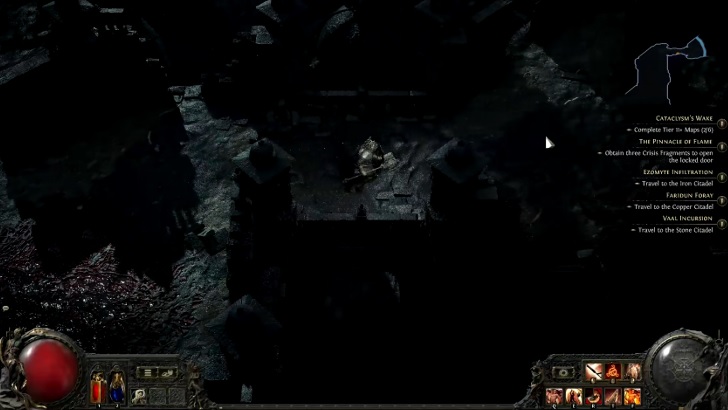 Cataclysm's Wake
Complete Tier 11+ Maps (2/6)
The Pinnacle of Flame
Obtain three Crisis Fragments to open
the locked door
Ezomyte Infiltration
Travel to the Iron Citadel
Faridun Foray
Travel to the Copper Citadel
Vaal Incursion
Travel to the Stone Citadel